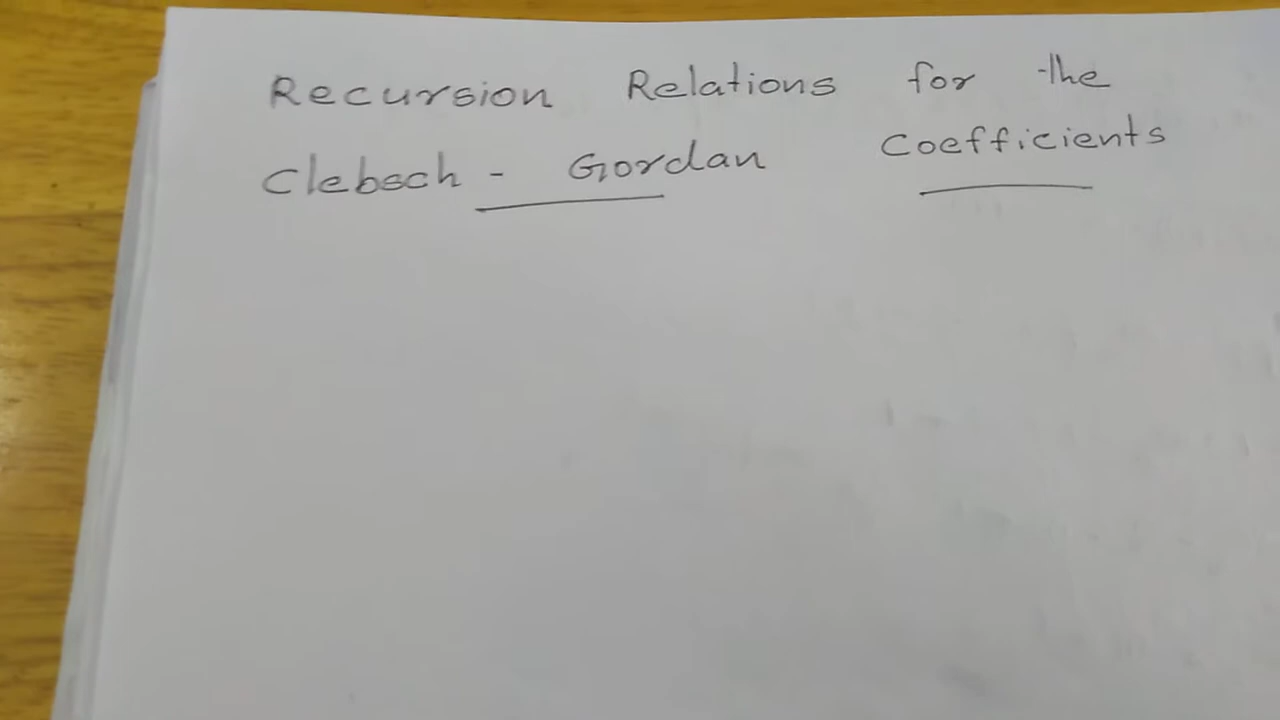 Recursion Relations for the
Clebsch - Gordan Coefficients